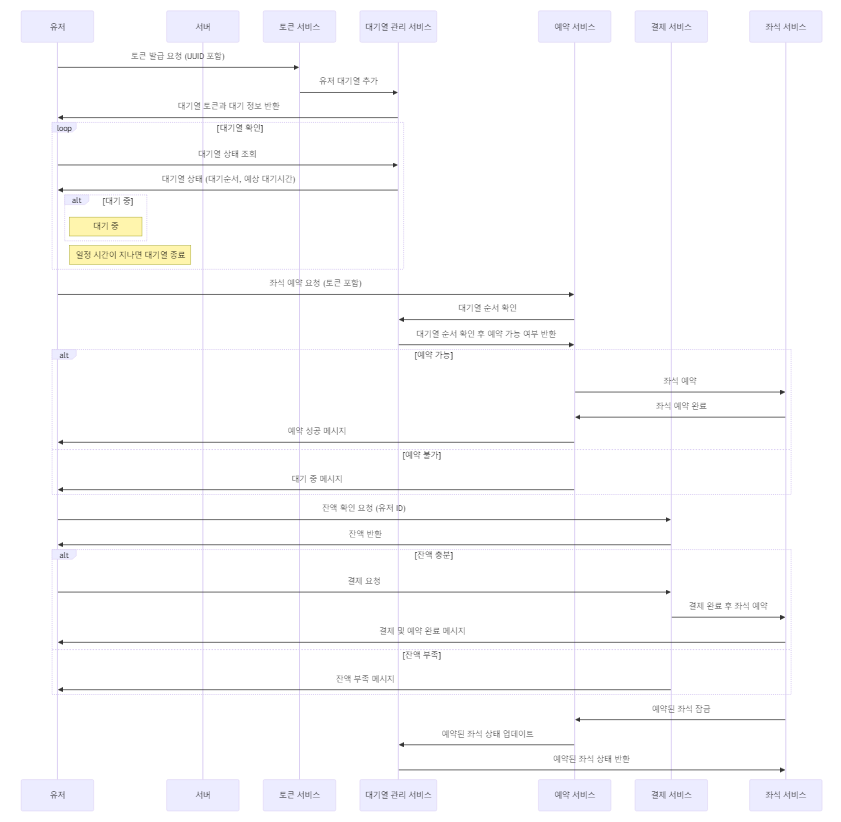 유저
서버
토큰 서비스
대기열 관리 서비스
예약 서비스
결제 서비스
좌석 서비스
토큰 발급 요청 (UUID 포함)
유저 대기열 추가
대기열 토큰과 대기 정보 반환
loop
[대기열 확인]
대기열 상태 조회
대기열 상태 (대기순서, 예상 대기시간)
alt
[대기 중]
대기 중
일정 시간이 지나면 대기열 종료
좌석 예약 요청 (토큰 포함)
대기열 순서 확인
대기열 순서 확인 후 예약 가능 여부 반환
alt
[예약 가능]
좌석 예약
좌석 예약 완료
예약 성공 메시지
[예약 불가]
대기 중 메시지
잔액 확인 요청 (유저 ID)
잔액 반환
alt
[잔액 충분]
결제 요청
결제 완료 후 좌석 예약
결제 및 예약 완료 메시지
[잔액 부족]
잔액 부족 메시지
예약된 좌석 잠금
예약된 좌석 상태 업데이트
예약된 좌석 상태 반환
유저
서버
토큰 서비스
대기열 관리 서비스
예약 서비스
결제 서비스
좌석 서비스